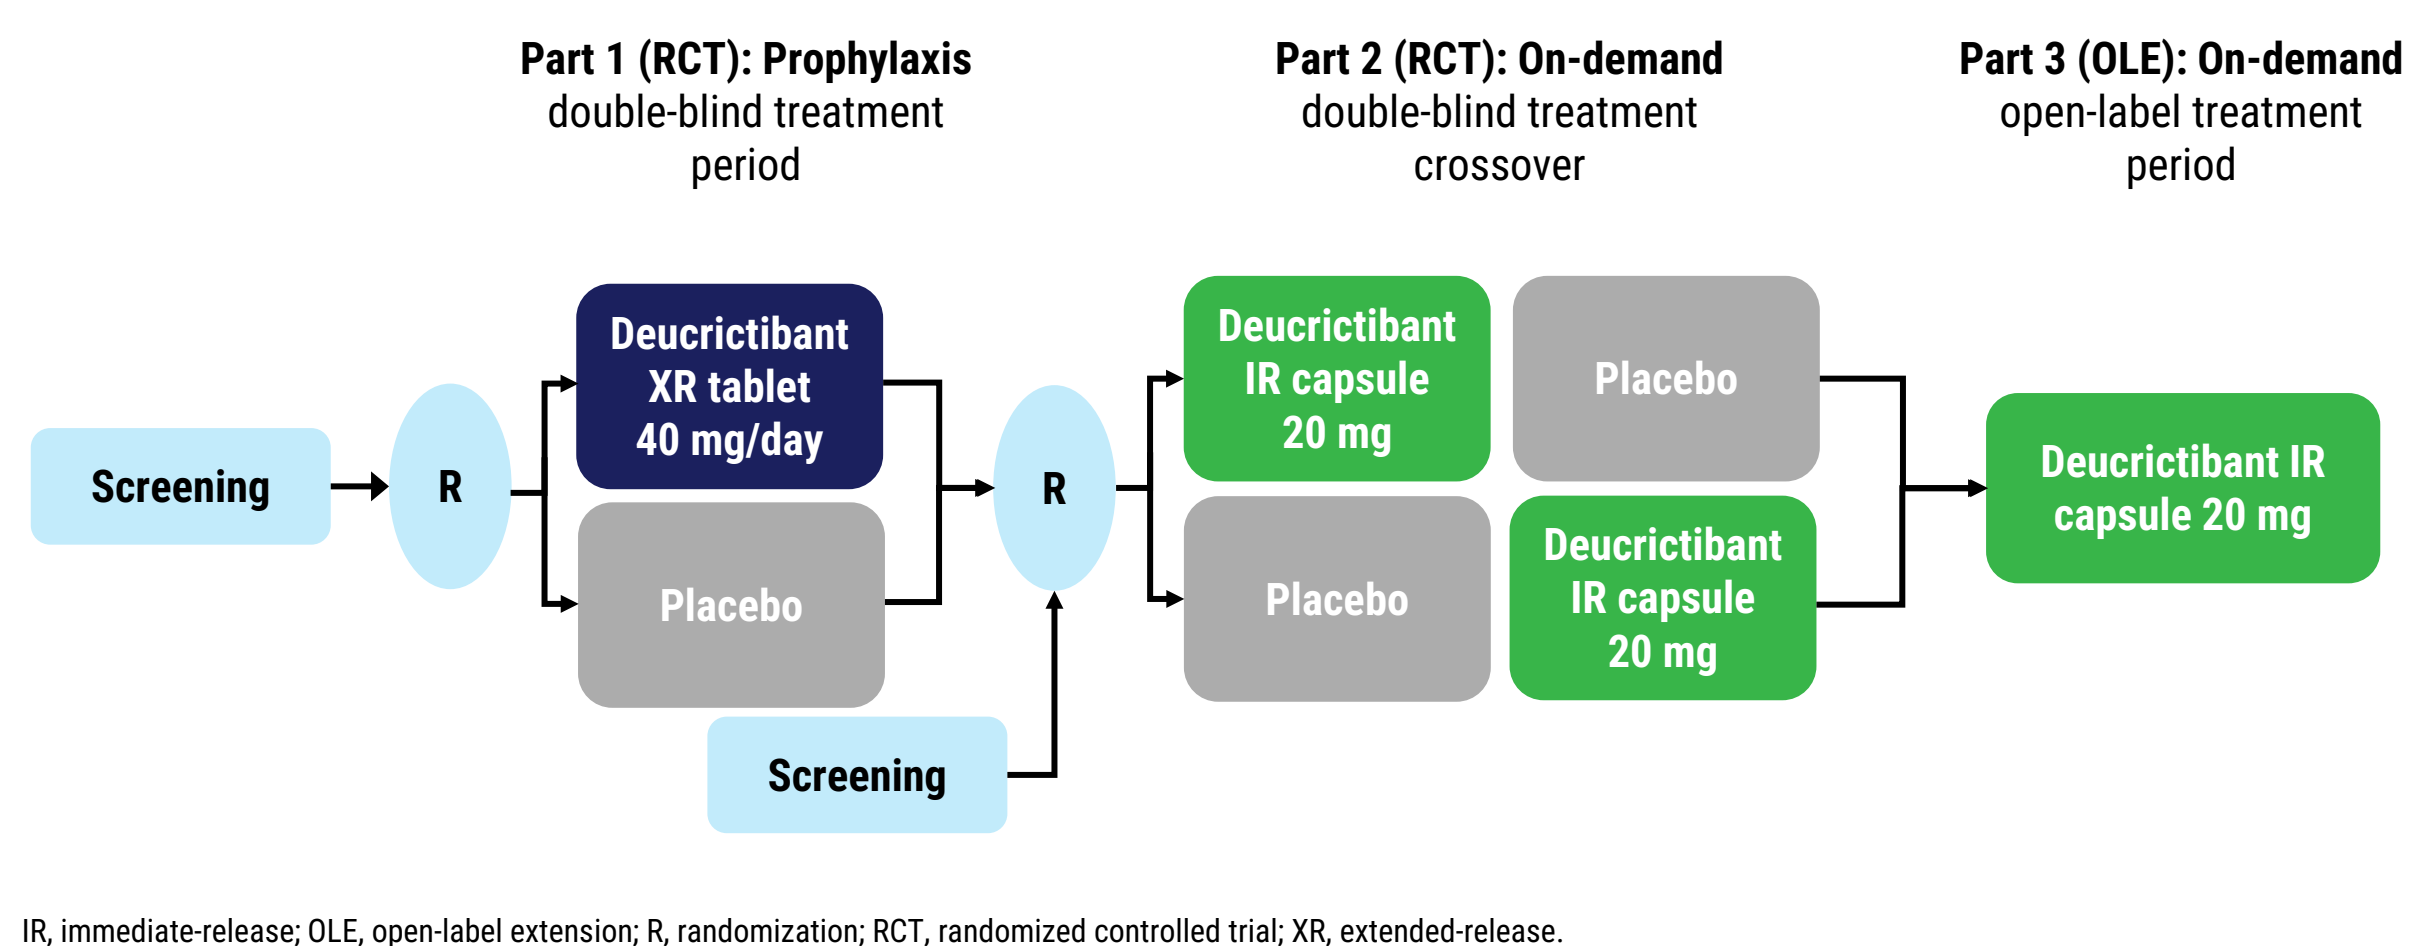 Part 1 (RCT): Prophylaxis
double-blind treatment
period
Part 2 (RCT): On-demand
double-blind treatment
crossover
Part 3 (OLE): On-demand
open-label treatment
period
Screening
R
Deucrictibant
XR tablet
40 mg/day
Placebo
Screening
R
Deucrictibant
IR capsule
20 mg
Placebo
Placebo
Deucrictibant
IR capsule
20 mg
Deucrictibant IR
capsule 20 mg
IR, immediate-release; OLE, open-label extension; R, randomization; RCT, randomized controlled trial; XR, extended-release.